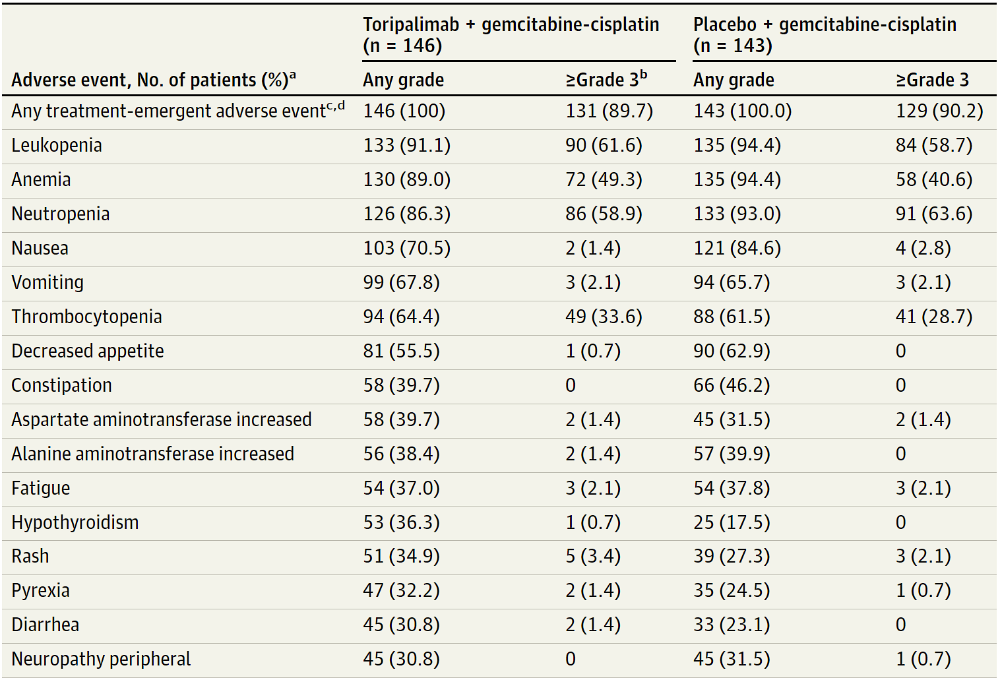 Toripalimab + gemcitabine-cisplatin Placebo + gemcitabine-cisplatin
(n = 146) (n = 143)
Adverse event, No. of patients (%)a Any grade ≥Grade 3b Any grade ≥Grade 3
Any treatment-emergent adverse eventc,d 146 (100) 131 (89.7) 143 (100.0) 129 (90.2)
Leukopenia 133 (91.1) 90 (61.6) 135 (94.4) 84 (58.7)
Anemia 130 (89.0) 72 (49.3) 135 (94.4) 58 (40.6)
Neutropenia 126 (86.3) 86 (58.9) 133 (93.0) 91 (63.6)
Nausea 103 (70.5) 2 (1.4) 121 (84.6) 4 (2.8)
Vomiting 99 (67.8) 3 (2.1) 94 (65.7) 3 (2.1)
Thrombocytopenia 94 (64.4) 49 (33.6) 88 (61.5) 41 (28.7)
Decreased appetite 81 (55.5) 1 (0.7) 90 (62.9) 0
Constipation 58 (39.7) 0 66 (46.2) 0
Aspartate aminotransferase increased 58 (39.7) 2 (1.4) 45 (31.5) 2 (1.4)
Alanine aminotransferase increased 56 (38.4) 2 (1.4) 57 (39.9) 0
Fatigue 54 (37.0) 3 (2.1) 54 (37.8) 3 (2.1)
Hypothyroidism 53 (36.3) 1 (0.7) 25 (17.5) 0
Rash 51 (34.9) 5 (3.4) 39 (27.3) 3 (2.1)
Pyrexia 47 (32.2) 2 (1.4) 35 (24.5) 1 (0.7)
Diarrhea 45 (30.8) 2 (1.4) 33 (23.1) 0
Neuropathy peripheral 45 (30.8) 0 45 (31.5) 1 (0.7)